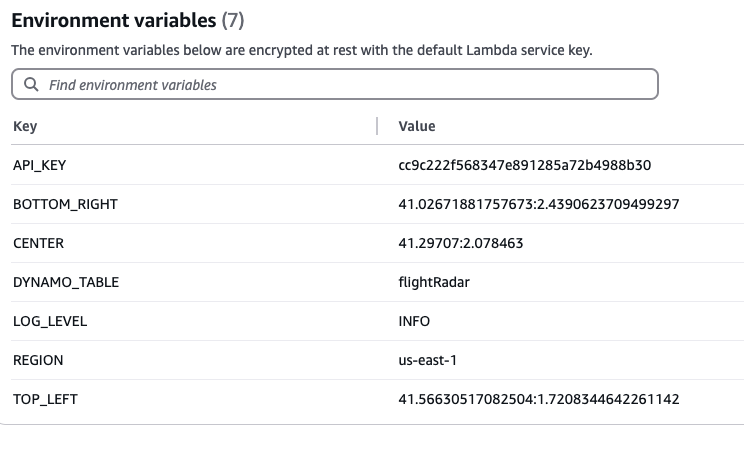 Environment variables (7)
The environment variables below are encrypted at rest with the default Lambda service key.
Find environment variables
Key Value
API_KEY cc9c222f568347e891285a72b4988b30
BOTTOM_RIGHT 41.02671881757673:2.4390623709499297
CENTER 41.29707:2.078463
DYNAMO_TABLE flightRadar
LOG_LEVEL INFO
REGION us-east-1
TOP_LEFT 41.56630517082504:1.7208344642261142